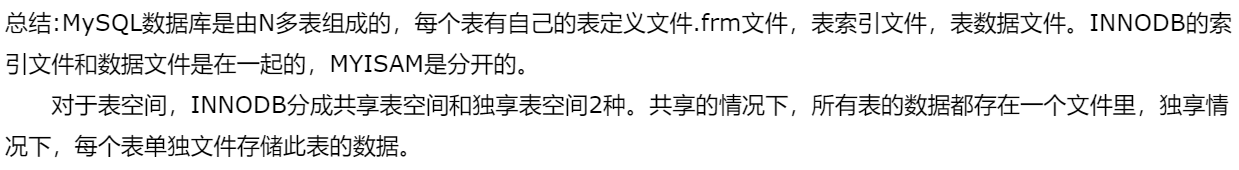 总结:MySQL数据库是由N多表组成的，每个表有自己的表定义文件.frm文件，表索引文件，表数据文件。INNODB的索
引文件和数据文件是在一起的，MYISAM是分开的。
对于表空间，INNODB分成共享表空间和独享表空间2种。共享的情况下，所有表的数据都存在一个文件里，独享情
况下，每个表单独文件存储此表的数据。